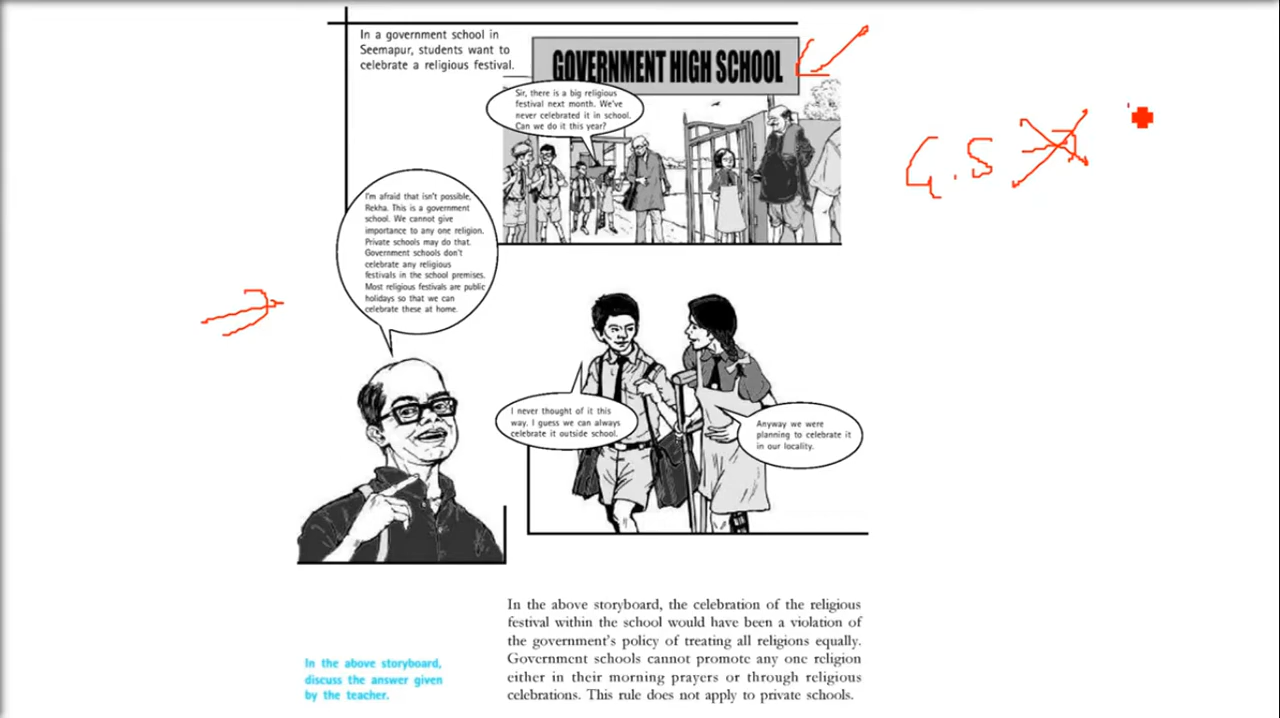 In a government school in
Seemapur, students want to
celebrate a religious festival.
GOVERNMENT HIGH SCHOOL
Sir, there is a big religious
festival next month. We've
never celebrated it in school.
Can we do it this year?
G.S
I'm afraid that isn't possible,
Rekha. This is a government
school. We cannot give
importance to any one religion.
Private schools may do that.
Government schools don't
celebrate any religious
festivals in the school premises.
Most religious festivals are public
holidays so that we can
celebrate these at home.
I never thought of it this
way. I guess we can always
celebrate it outside school.
Anyway we were
planning to celebrate it
in our locality.
In the above storyboard, the celebration of the religious
festival within the school would have been a violation of
the government's policy of treating all religions equally.
Government schools cannot promote any one religion
either in their morning prayers or through religious
celebrations. This rule does not apply to private schools.
In the above storyboard,
discuss the answer given
by the teacher.